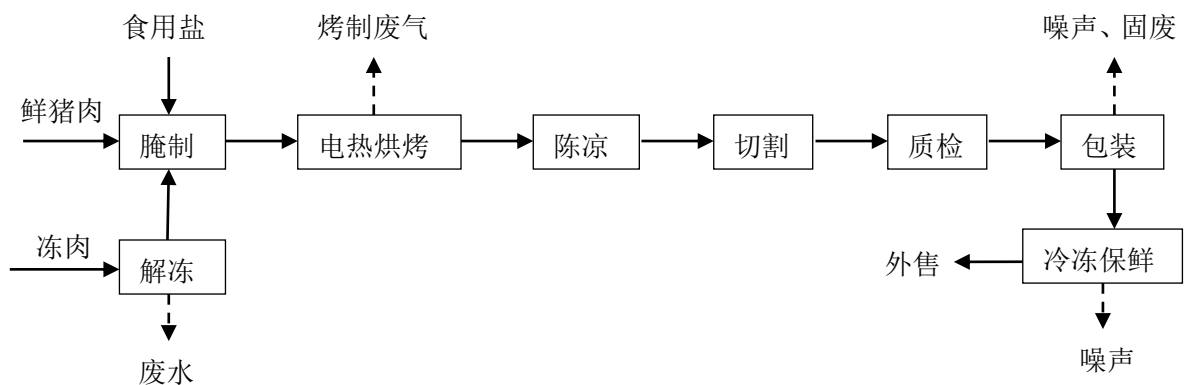 食用盐
烤制废气
噪声、固废
鲜猪肉
腌制
电热烘烤
陈凉
切割
质检
包装
冻肉
解冻
外售
冷冻保鲜
废水
噪声